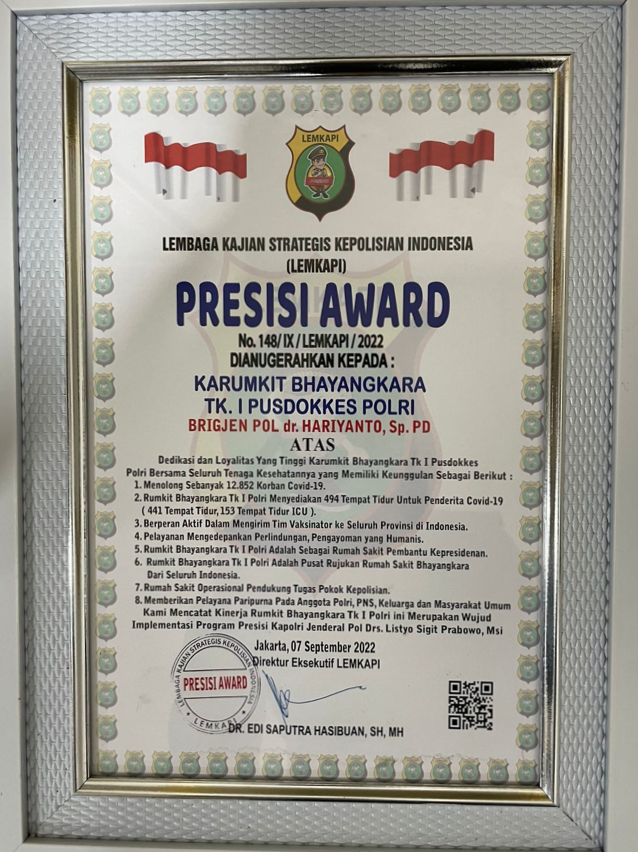 LEMKAPI
LEMBAGA KAJIAN STRATEGIS KEPOLISIAN INDONESIA
(LEMKAPI)
PRESISI AWARD
No. 148/ IX / LEMKAPI / 2022
DIANUGERAHKAN KEPADA :
KARUMKIT BHAYANGKARA
TK. I PUSDOKKES POLRI
BRIGJEN POL dr. HARIYANTO, Sp. PD
ATAS
Dedikasi dan Loyalitas Yang Tinggi Karumkit Bhayangkara Tk I Pusdokkes
Polri Bersama Seluruh Tenaga Kesehatannya yang Memiliki Keunggulan Sebagai Berikut :
1. Menolong Sebanyak 12.852 Korban Covid-19.
2. Rumkit Bhayangkara Tk I Polri Menyediakan 494 Tempat Tidur Untuk Penderita Covid-19
( 441 Tempat Tidur, 153 Tempat Tidur ICU ).
3. Berperan Aktif Dalam Mengirim Tim Vaksinator ke Seluruh Provinsi di Indonesia.
4. Pelayanan Mengedepankan Perlindungan, Pengayoman yang Humanis.
5. Rumkit Bhayangkara Tk I Polri Adalah Sebagai Rumah Sakit Pembantu Kepresidenan.
6. Rumkit Bhayangkara Tk I Polri Adalah Pusat Rujukan Rumah Sakit Bhayangkara
Dari Seluruh Indonesia.
7. Rumah Sakit Operasional Pendukung Tugas Pokok Kepolisian.
8. Memberikan Pelayana Paripurna Pada Anggota Polri, PNS, Keluarga dan Masyarakat Umum
Kami Mencatat Kinerja Rumkit Bhayangkara Tk I Polri ini Merupakan Wujud
Implementasi Program Presisi Kapolri Jenderal Pol Drs. Listyo Sigit Prabowo, Msi
Jakarta, 07 September 2022
Direktur Eksekutif LEMKAPI
LEMBAGA KAJIAN STRATEGIS KEPOLISIAN INDONESIA
PRESISI AWARD
LEMKAPI
DR. EDI SAPUTRA HASIBUAN, SH, MH